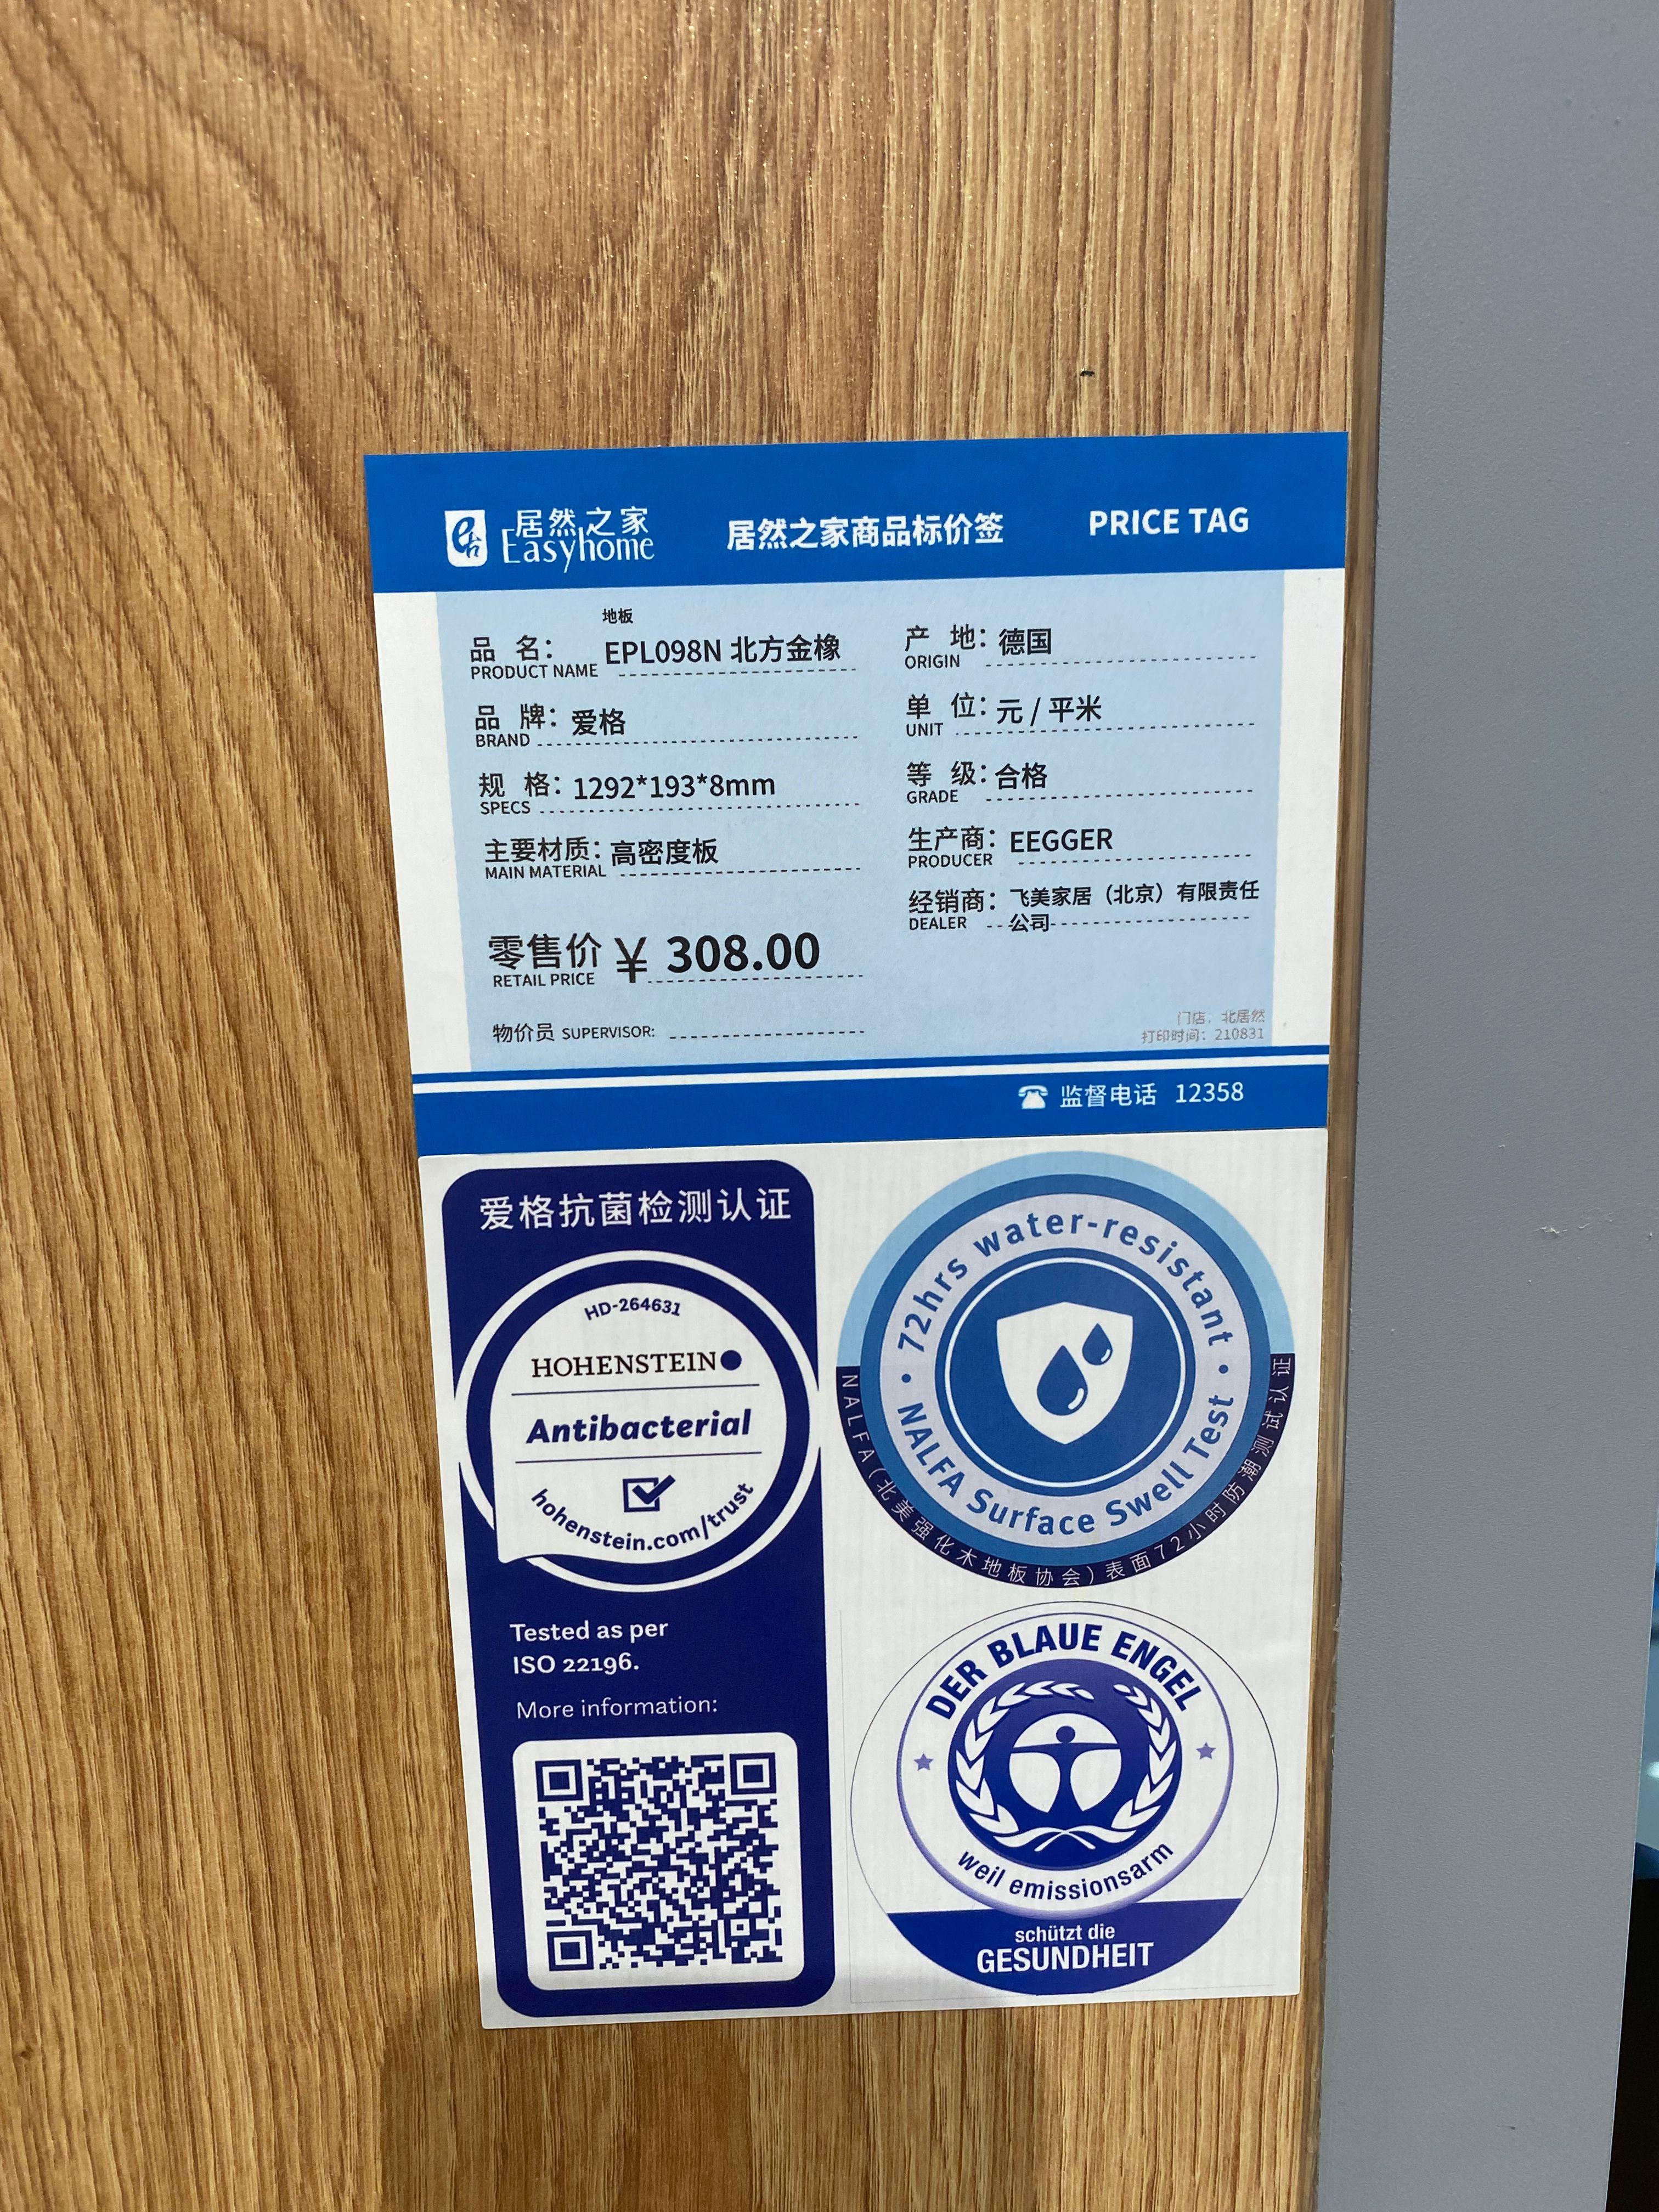 居然之家
Easyhome
居然之家商品标价签
PRICE TAG
地板
品 名： EPL098N 北方金橡
PRODUCT NAME
品 牌： 爱格
BRAND
规 格： 1292*193*8mm
SPECS
主要材质： 高密度板
MAIN MATERIAL
零售价 ￥ 308.00
RETAIL PRICE
物价员 SUPERVISOR:
产 地： 德国
ORIGIN
单 位： 元 / 平米
UNIT
等 级： 合格
GRADE
生产商： EEGGER
PRODUCER
经销商： 飞美家居（北京）有限责任
DEALER 公司
门店：北居然
打印时间：210831
监督电话 12358
爱格抗菌检测认证
HD-264631
HOHENSTEIN
Antibacterial
hohenstein.com/trust
Tested as per
ISO 22196.
More information:
72hrs water-resistant
NALFA Surface Swell Test
NALFA(北美强化木地板协会)表面72小时防潮测试认证
DER BLAUE ENGEL
weil emissionsarm
schützt die
GESUNDHEIT